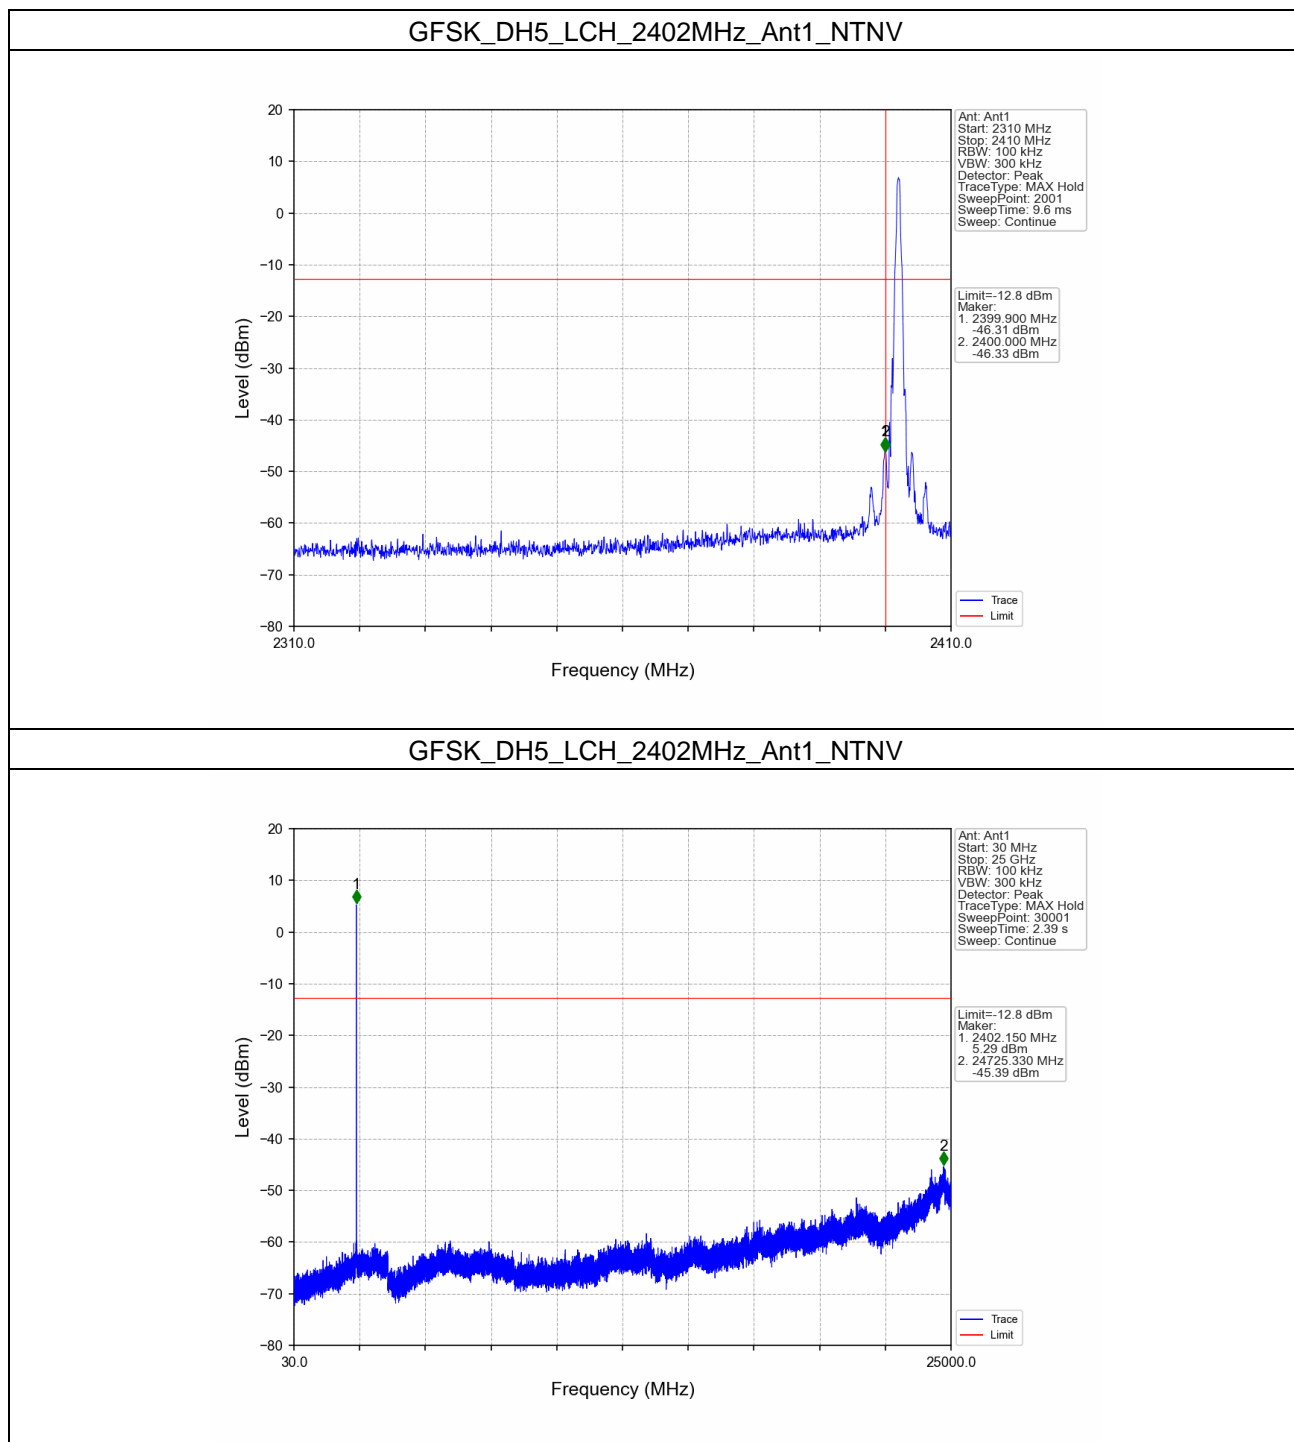 GFSK_DH5_LCH_2402MHz_Ant1_NTNV
20
10
0
−10
−20
−30
−40
−50
−60
−70
−80
Level (dBm)
2310.0
2410.0
Frequency (MHz)
1
2
Ant: Ant1
Start: 2310 MHz
Stop: 2410 MHz
RBW: 100 kHz
VBW: 300 kHz
Detector: Peak
TraceType: MAX Hold
SweepPoint: 2001
SweepTime: 9.6 ms
Sweep: Continue
Limit=-12.8 dBm
Maker:
1. 2399.900 MHz
-46.31 dBm
2. 2400.000 MHz
-46.33 dBm
Trace
Limit
GFSK_DH5_LCH_2402MHz_Ant1_NTNV
20
10
0
−10
−20
−30
−40
−50
−60
−70
−80
Level (dBm)
30.0
25000.0
Frequency (MHz)
1
2
Ant: Ant1
Start: 30 MHz
Stop: 25 GHz
RBW: 100 kHz
VBW: 300 kHz
Detector: Peak
TraceType: MAX Hold
SweepPoint: 30001
SweepTime: 2.39 s
Sweep: Continue
Limit=-12.8 dBm
Maker:
1. 2402.150 MHz
5.29 dBm
2. 24725.330 MHz
-45.39 dBm
Trace
Limit